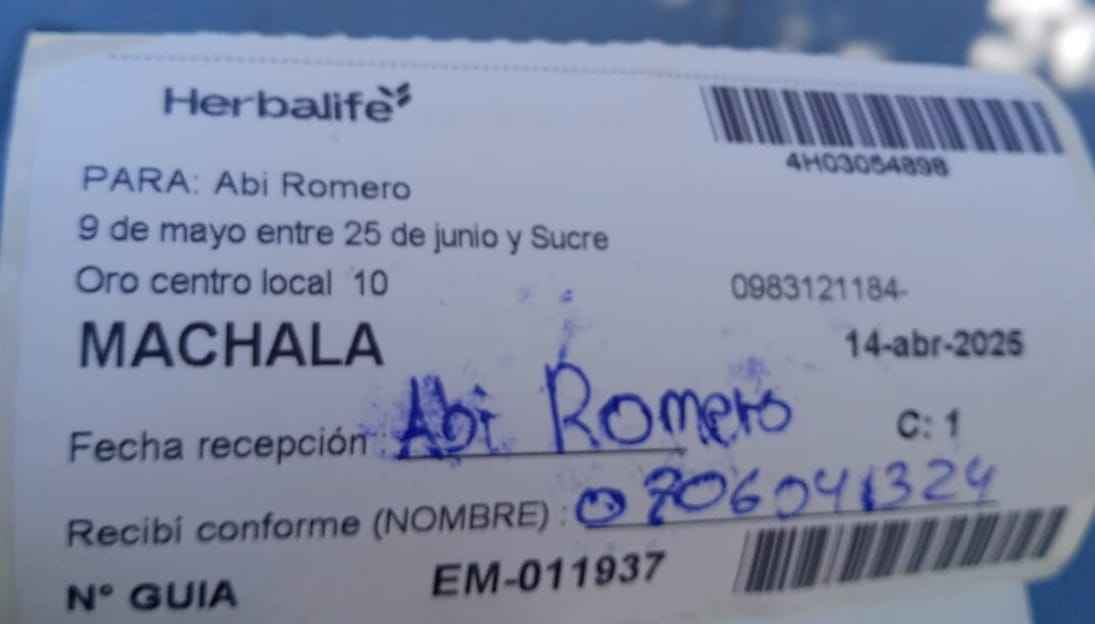 Herbalife
4H03054898
PARA: Abi Romero
9 de mayo entre 25 de junio y Sucre
Oro centro local 10
0983121184-
MACHALA
14-abr-2025
Fecha recepción : Abi Romero
C: 1
Recibí conforme (NOMBRE) : 0706041324
N° GUIA EM-011937